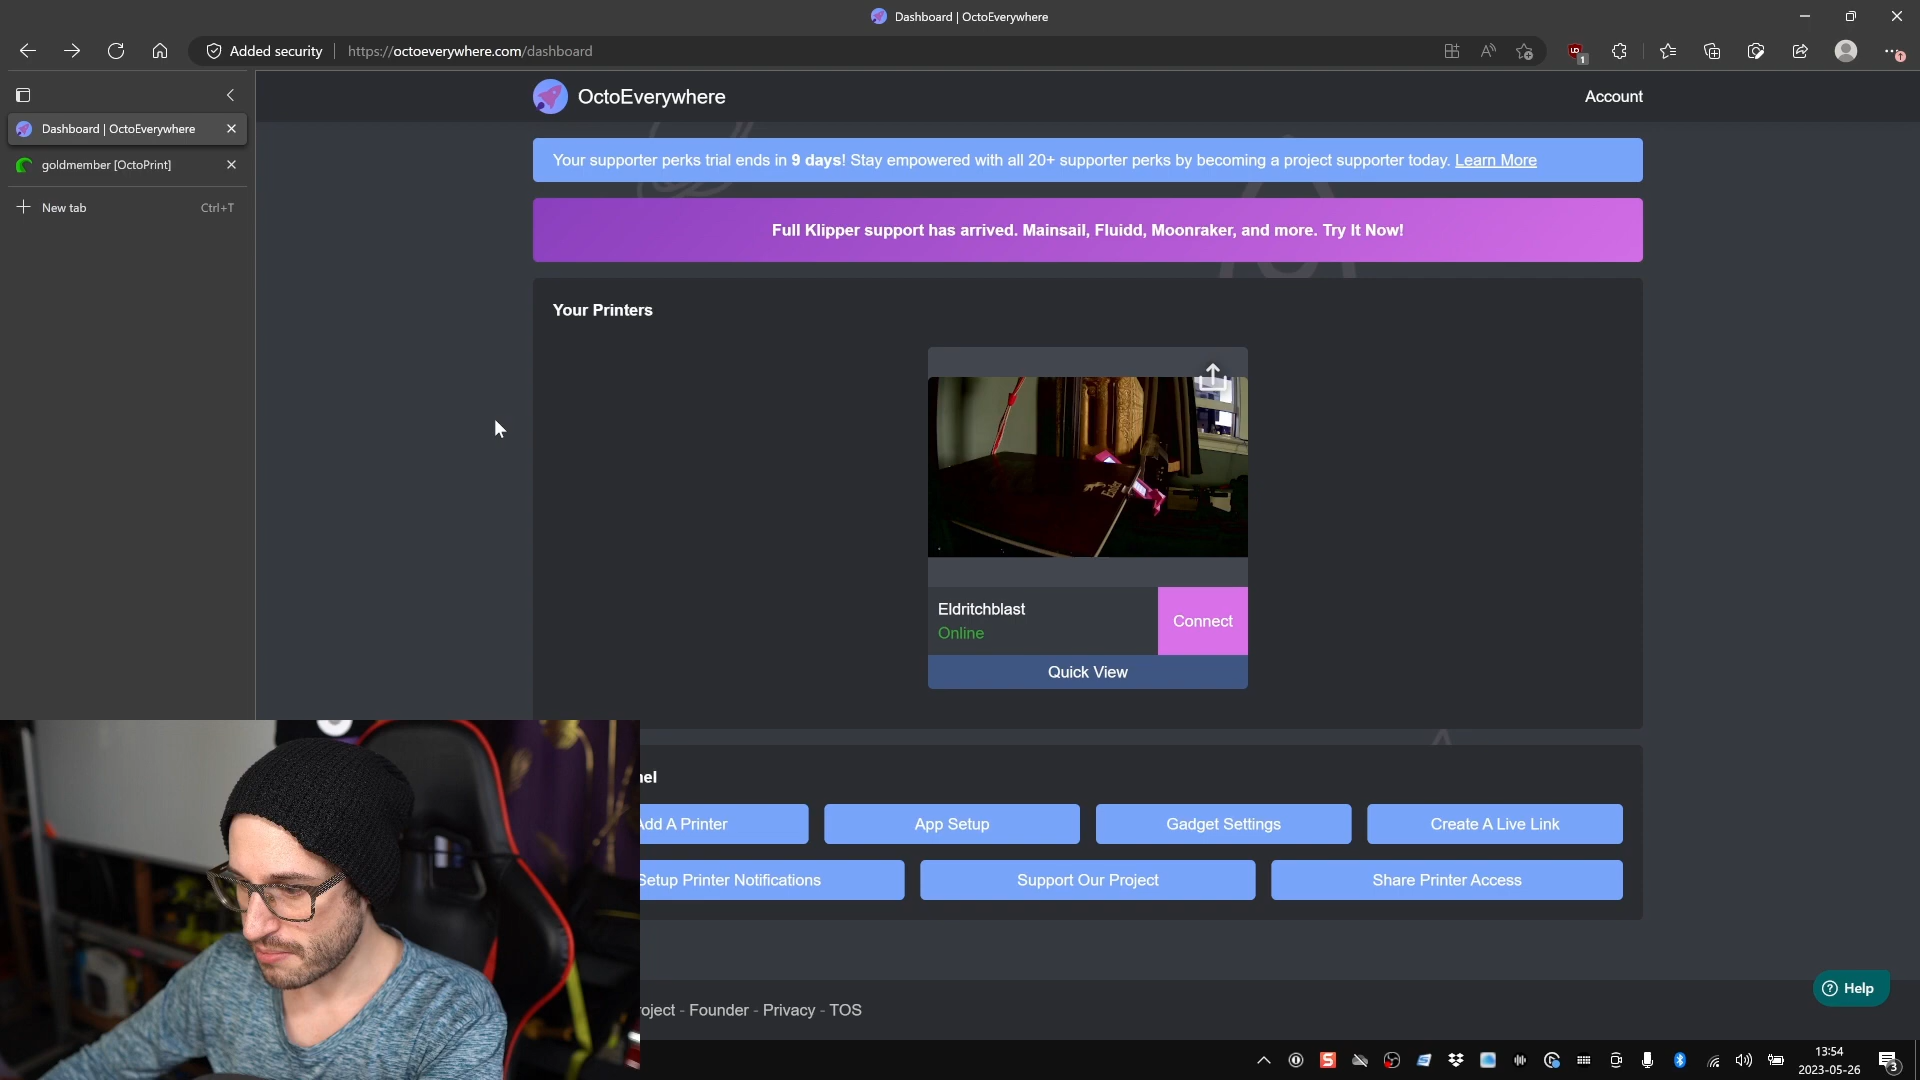 Dashboard | OctoEverywhere
Added security
https://octoeverywhere.com/dashboard
1
Dashboard | OctoEverywhere
goldmember [OctoPrint]
New tab
Ctrl+T
OctoEverywhere
Account
Your supporter perks trial ends in 9 days! Stay empowered with all 20+ supporter perks by becoming a project supporter today. Learn More
Full Klipper support has arrived. Mainsail, Fluidd, Moonraker, and more. Try It Now!
Your Printers
Ender
Eldritchblast
Online
Connect
Quick View
nel
Add A Printer
App Setup
Gadget Settings
Create A Live Link
Setup Printer Notifications
Support Our Project
Share Printer Access
Help
roject - Founder - Privacy - TOS
13:54
2023-05-26
3